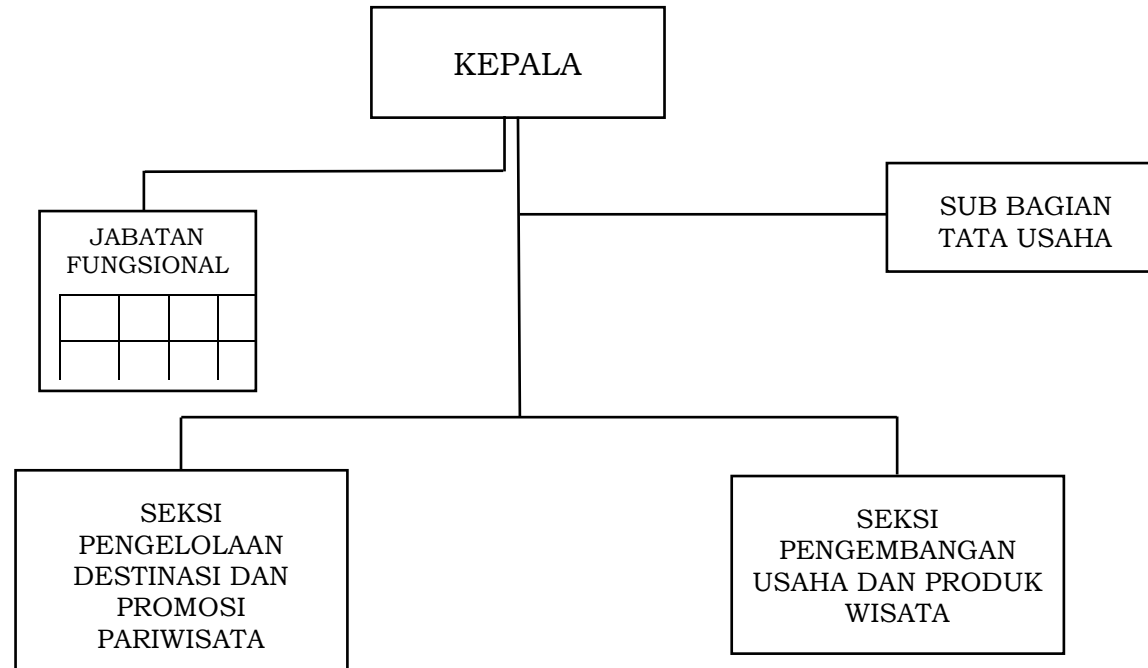 KEPALA
SUB BAGIAN
TATA USAHA
JABATAN
FUNGSIONAL
SEKSI
PENGELOLAAN
DESTINASI DAN
PROMOSI
PARIWISATA
SEKSI
PENGEMBANGAN
USAHA DAN PRODUK
WISATA